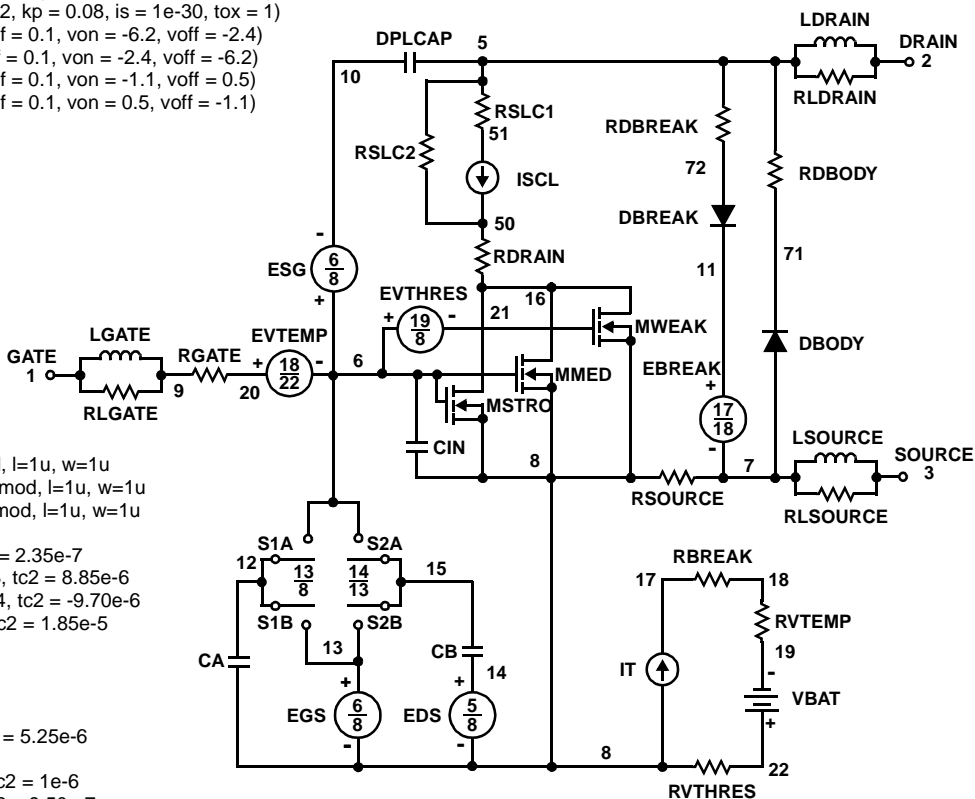 2, kp = 0.08, is = 1e-30, tox = 1)
f = 0.1, von = -6.2, voff = -2.4)
= 0.1, von = -2.4, voff = -6.2)
f = 0.1, von = -1.1, voff = 0.5)
f = 0.1, von = 0.5, voff = -1.1)
DPLCAP
5
10
LDRAIN
DRAIN
2
RLDRAIN
RSLC1
51
RSLC2
ISCL
50
RDRAIN
RDBREAK
72
DBREAK
11
RDBODY
71
DBODY
-
ESG
6
8
+
EVTHRES
+
19
8
-
16
21
MWEAK
LGATE
GATE
1
RLGATE
9
RGATE
20
EVTEMP
+
18
22
-
6
MMED
MSTRO
EBREAK
+
17
18
-
CIN
8
RSOURCE
7
LSOURCE
SOURCE
3
RLSOURCE
, l=1u, w=1u
mod, l=1u, w=1u
mod, l=1u, w=1u
= 2.35e-7
, tc2 = 8.85e-6
4, tc2 = -9.70e-6
c2 = 1.85e-5
= 5.25e-6
c2 = 1e-6
S1A
S2A
12
13
8
14
13
15
S1B
S2B
13
CA
CB
14
+
EGS
6
8
-
+
EDS
5
8
-
RBREAK
17
18
RVTEMP
19
-
IT
VBAT
+
8
22
RVTHRES